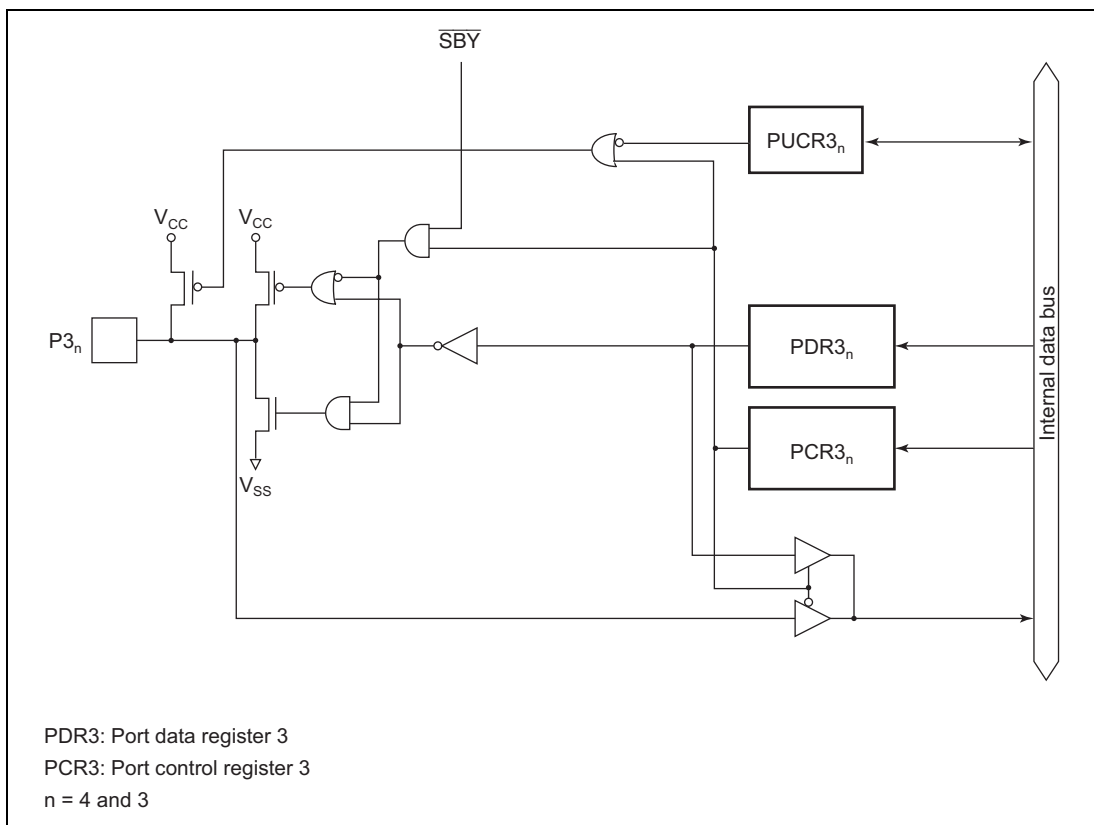 S̅B̅Y̅
PUCR3n
VCC
VCC
P3n
PDR3n
PCR3n
VSS
Internal data bus
PDR3: Port data register 3
PCR3: Port control register 3
n = 4 and 3